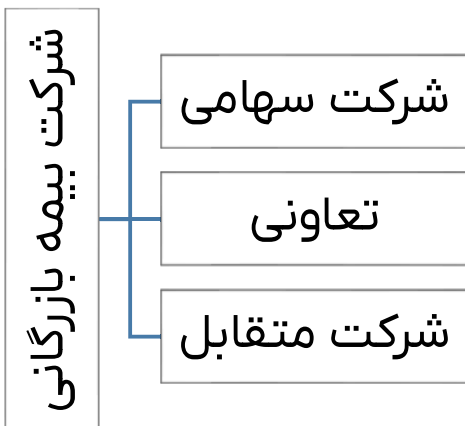 شرکت بیمه بازرگانی
شرکت سهامی
تعاونی
شرکت متقابل